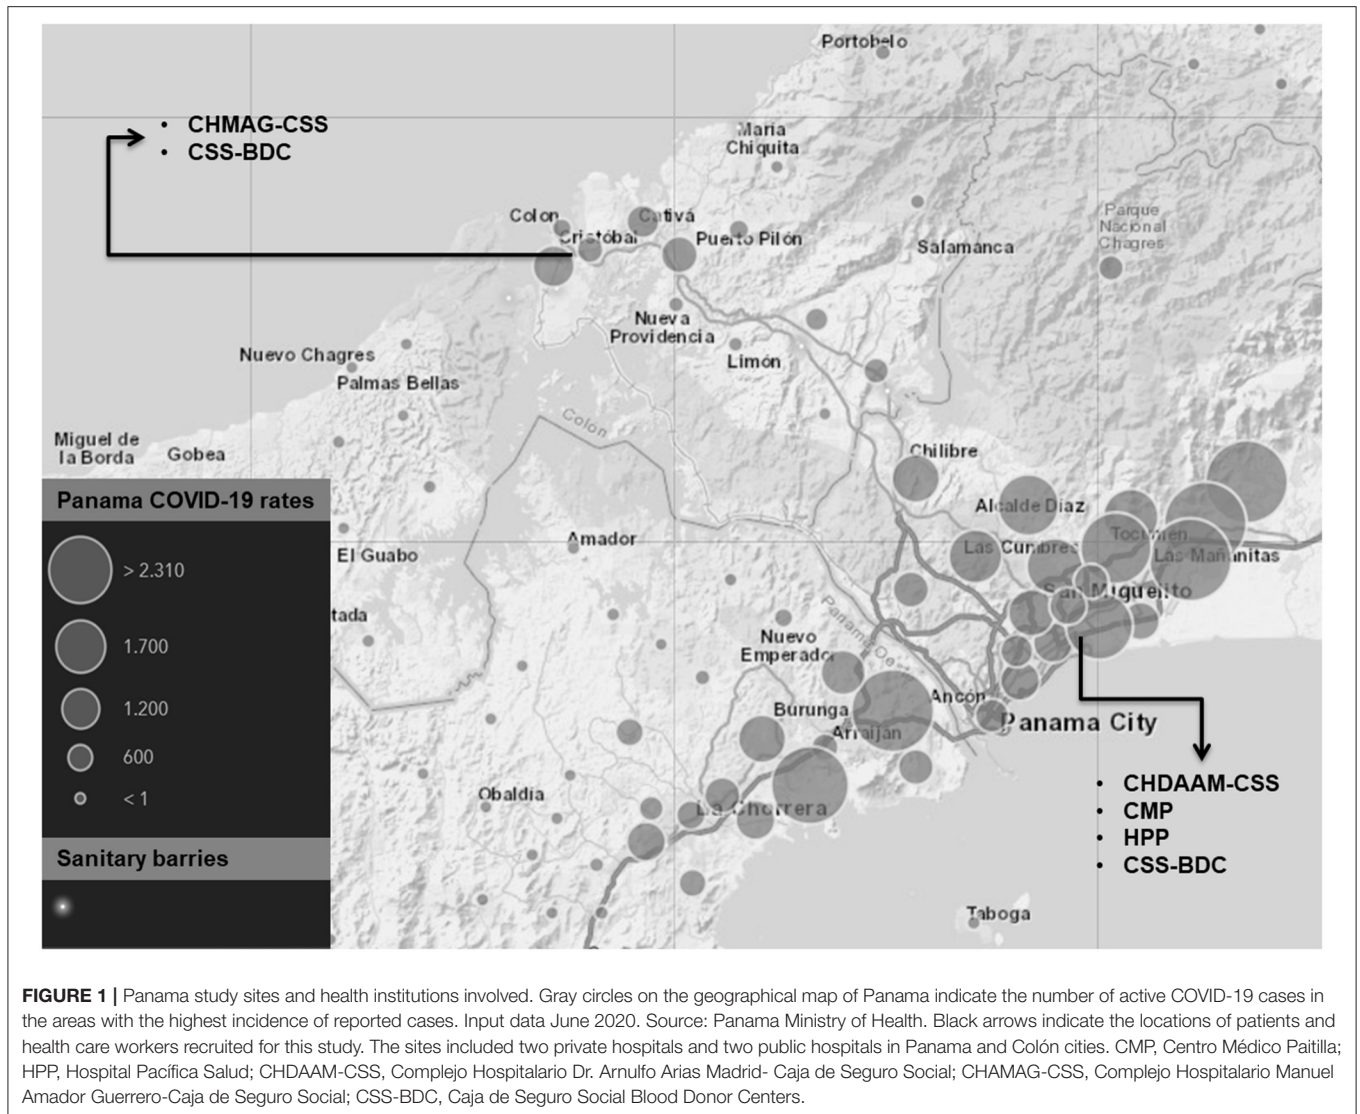 Portobelo
• CHMAG-CSS
• CSS-BDC
María
Chiquita
Parque
Nacional
Chagres
Colon
Cativá
Cristóbal
Puerto Pilón
Salamanca
Nueva
Providencia
Nuevo Chagres
Limón
Palmas Bellas
Colon
Miguel de
la Borda
Gobea
Chilibre
Panama COVID-19 rates
> 2.310
1.700
1.200
600
< 1
Sanitary barries
Alcalde Díaz
Tocumen
Las Cumbres
Las Mañanitas
El Guabo
Amador
San Miguelito
tada
Nuevo
Emperador
Ancón
Burunga
Arraiján
Panama City
Obaldía
La Chorrera
• CHDAAM-CSS
• CMP
• HPP
• CSS-BDC
Taboga
FIGURE 1 | Panama study sites and health institutions involved. Gray circles on the geographical map of Panama indicate the number of active COVID-19 cases in
the areas with the highest incidence of reported cases. Input data June 2020. Source: Panama Ministry of Health. Black arrows indicate the locations of patients and
health care workers recruited for this study. The sites included two private hospitals and two public hospitals in Panama and Colón cities. CMP, Centro Médico Paitilla;
HPP, Hospital Pacífica Salud; CHDAAM-CSS, Complejo Hospitalario Dr. Arnulfo Arias Madrid- Caja de Seguro Social; CHAMAG-CSS, Complejo Hospitalario Manuel
Amador Guerrero-Caja de Seguro Social; CSS-BDC, Caja de Seguro Social Blood Donor Centers.